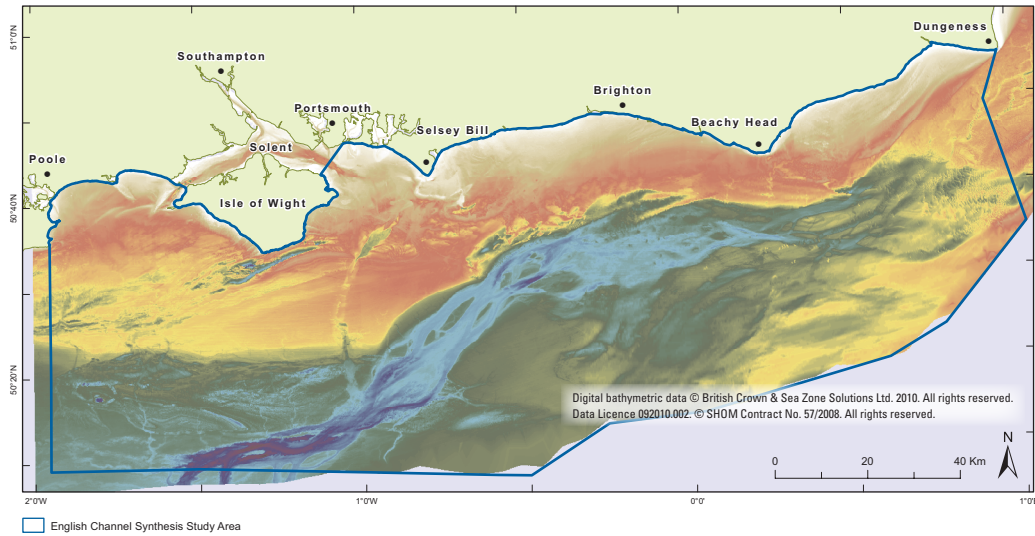 51°0'N
Dungeness
Southampton
Brighton
Portsmouth
Beachy Head
Selsey Bill
Solent
Poole
Isle of Wight
50°40'N
50°20'N
Digital bathymetric data © British Crown & Sea Zone Solutions Ltd. 2010. All rights reserved.
Data Licence 092010.002. © SHOM Contract No. 57/2008. All rights reserved.
N
0 20 40 Km
2°0'W 1°0'W 0°0'
English Channel Synthesis Study Area